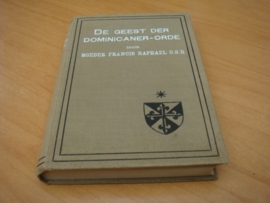 DE GEEST DER
DOMINICANER-ORDE
DOOR
MOEDER FRANCIS RAPHAEL O.S.D.